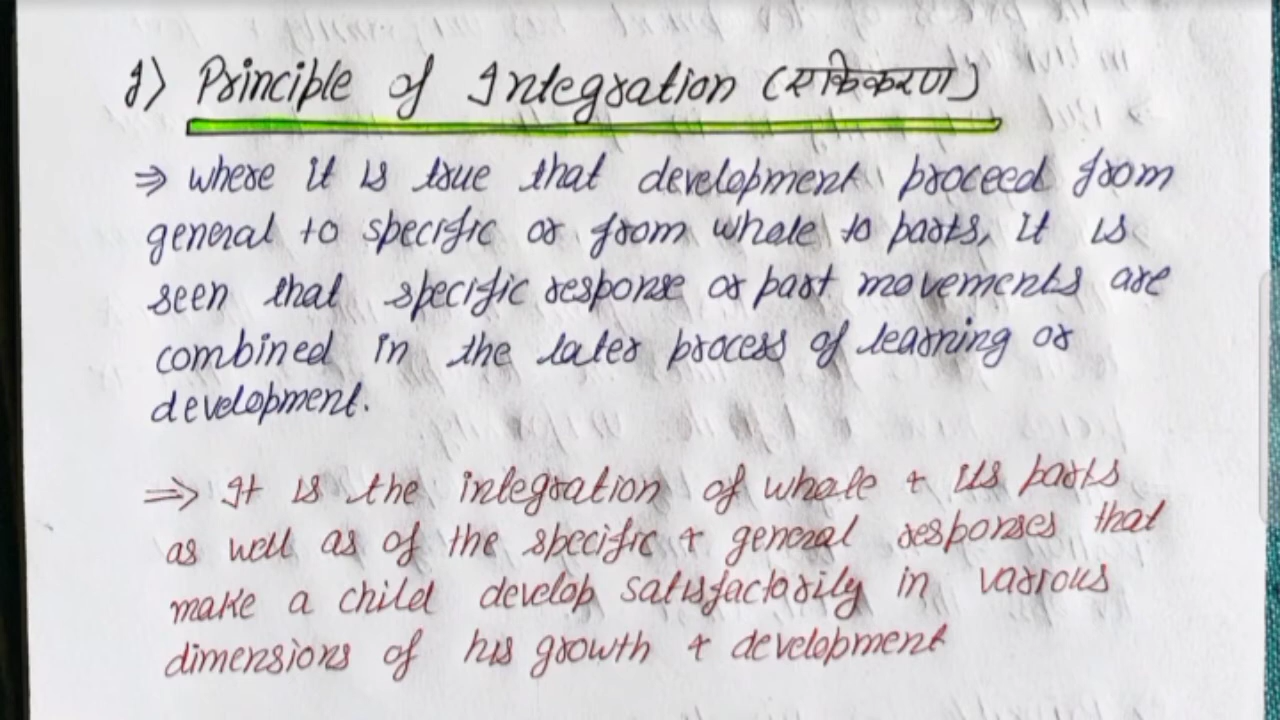 g) Principle of Integration (एकिकरण)
⇒ where it is true that development proceed from
general to specific or from whole to parts, it is
seen that specific response or part movements are
combined in the later process of learning or
development.
⇒ It is the integration of whole & its parts
as well as of the specific & general responses that
make a child develop satisfactorily in various
dimensions of his growth & development